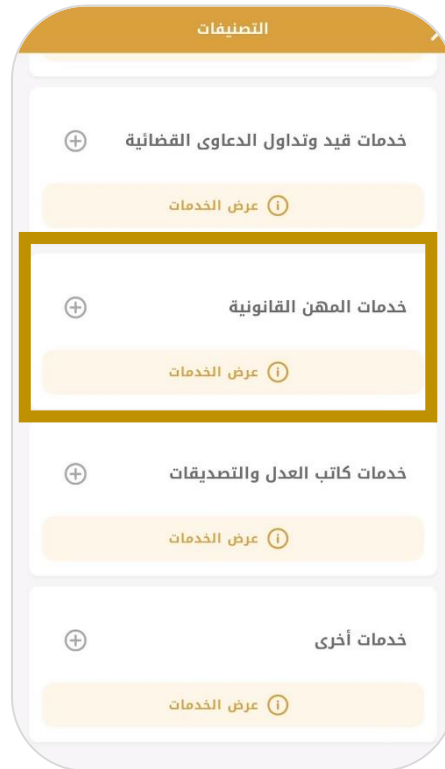 التصنيفات
خدمات قيد وتداول الدعاوى القضائية
عرض الخدمات
خدمات المهن القانونية
عرض الخدمات
خدمات كاتب العدل والتصديقات
عرض الخدمات
خدمات أخرى
عرض الخدمات